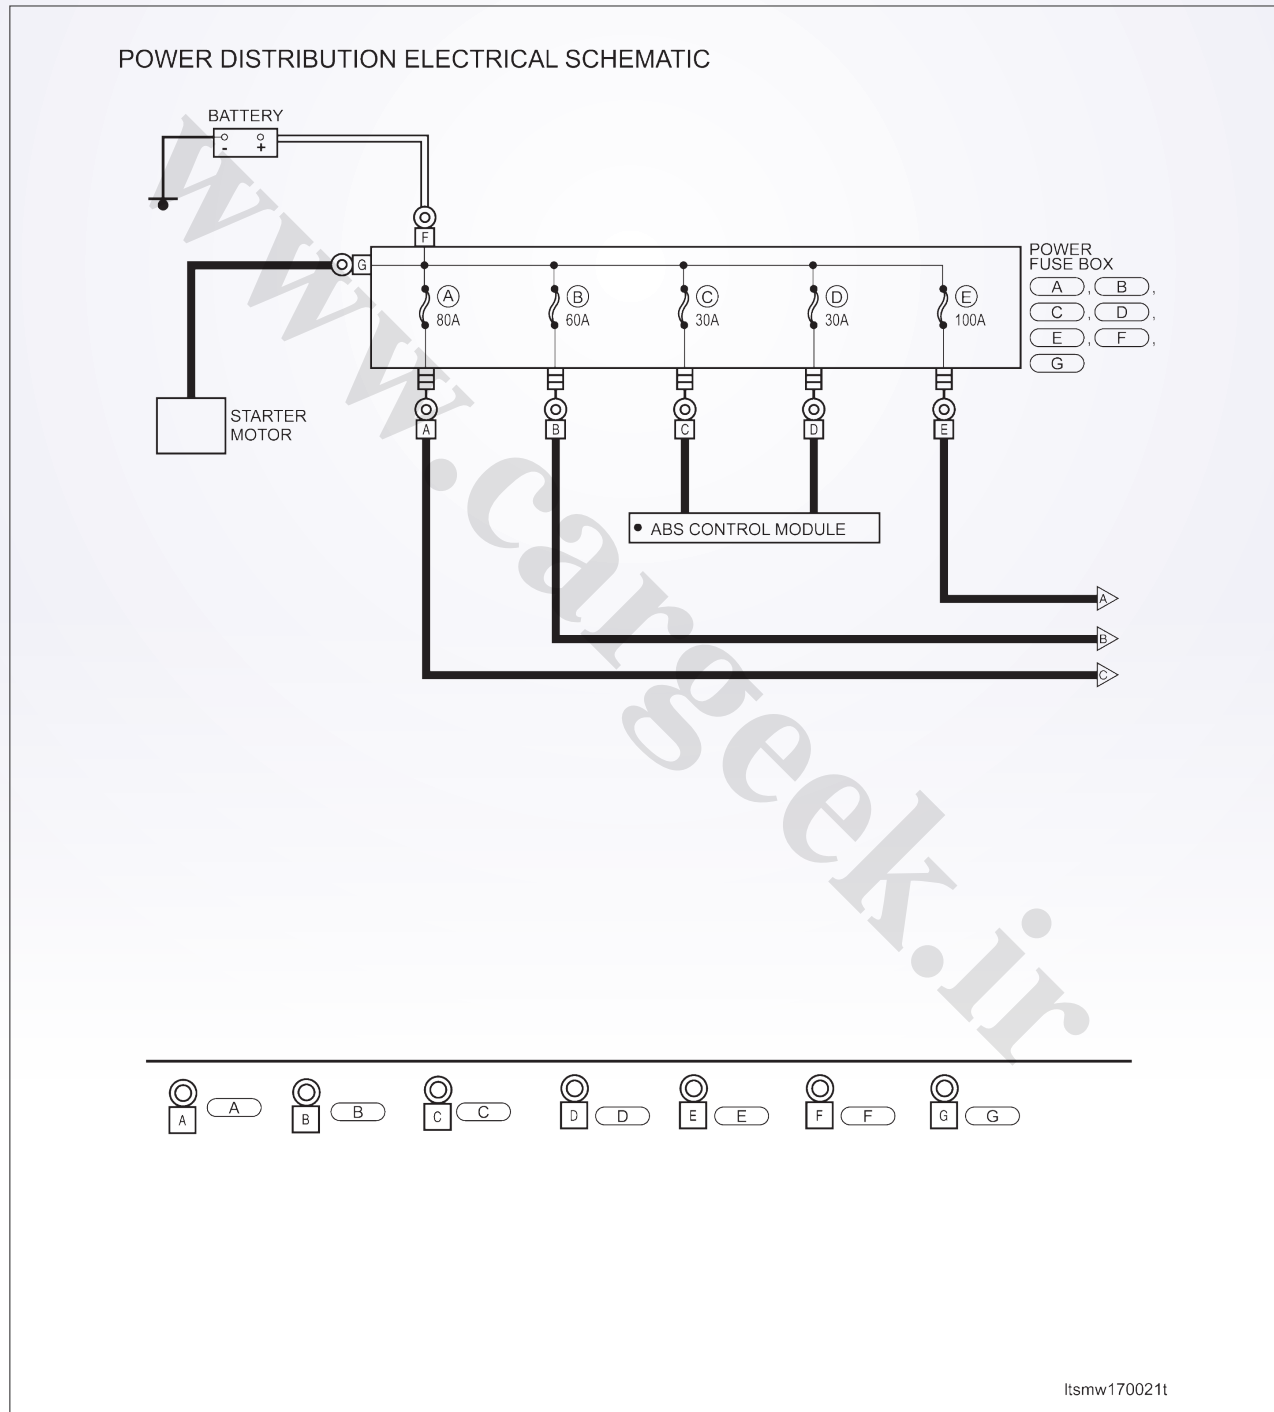 POWER DISTRIBUTION ELECTRICAL SCHEMATIC
BATTERY
- +
F
G
POWER
FUSE BOX
A , B ,
C , D ,
E , F ,
G
A B C D E
80A 60A 30A 30A 100A
STARTER
MOTOR
A B C D E
ABS CONTROL MODULE
A
B
C
www.cargeek.ir
A A B B C C D D E E F F G G
ltsmw170021t